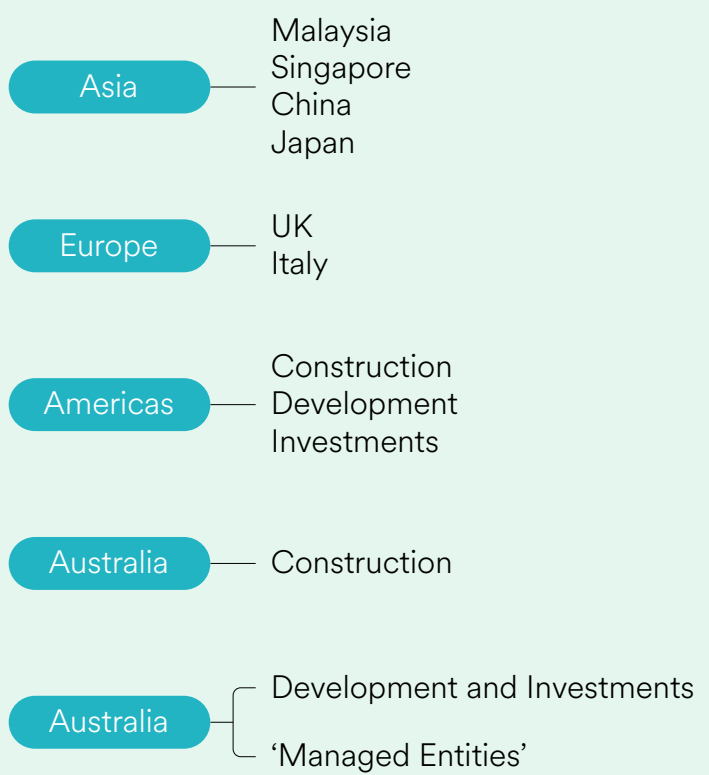 Asia
Malaysia
Singapore
China
Japan
Europe
UK
Italy
Americas
Construction
Development
Investments
Australia
Construction
Australia
Development and Investments
‘Managed Entities’